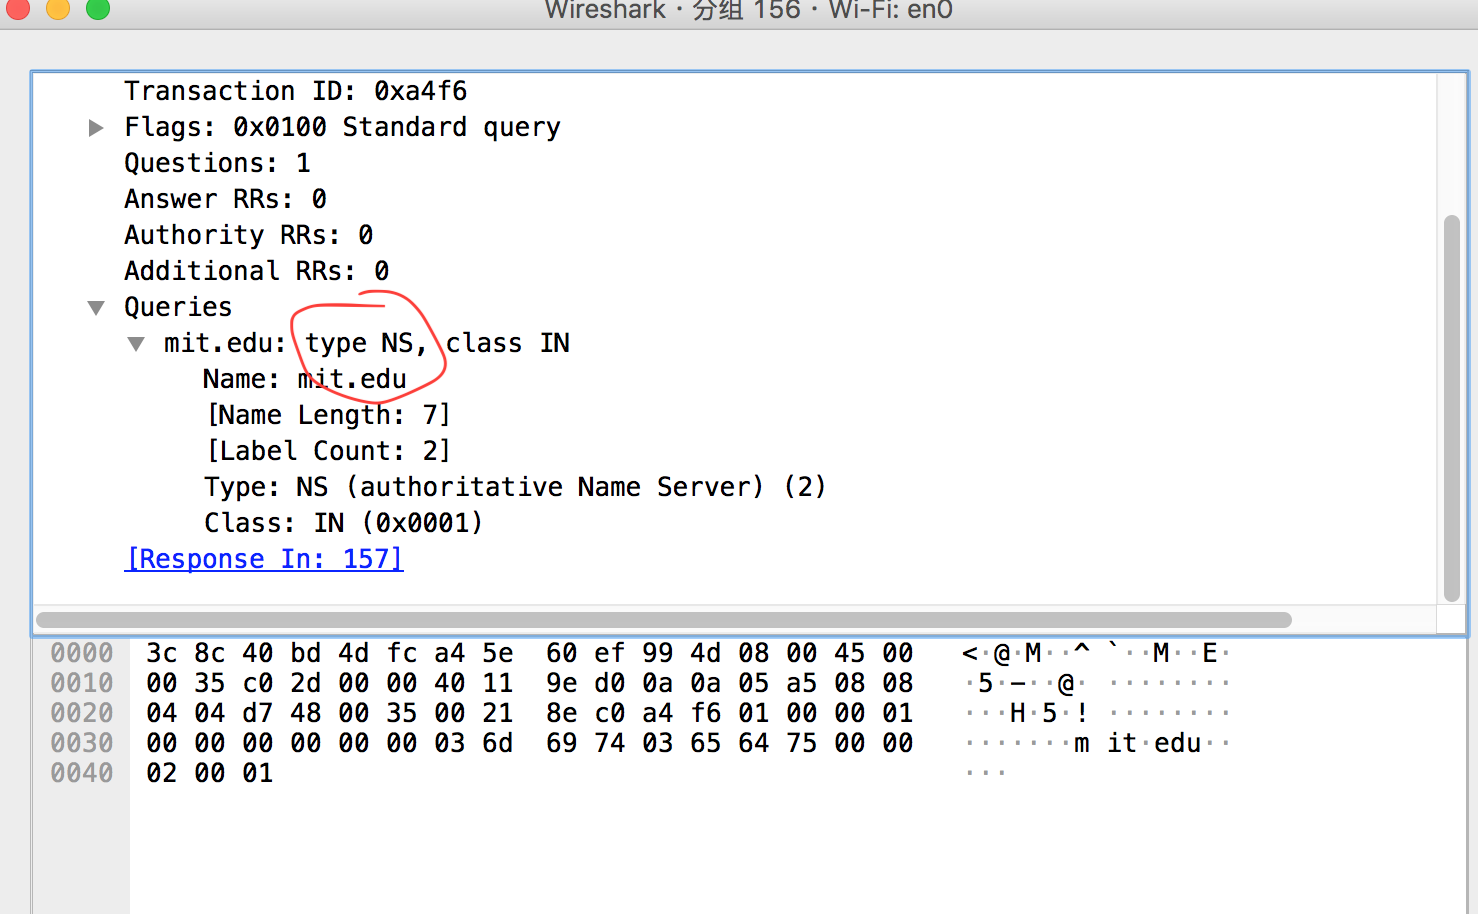 Wireshark · 分组 156 · Wi-Fi: en0
Transaction ID: 0xa4f6
Flags: 0x0100 Standard query
Questions: 1
Answer RRs: 0
Authority RRs: 0
Additional RRs: 0
Queries
mit.edu: type NS, class IN
Name: mit.edu
[Name Length: 7]
[Label Count: 2]
Type: NS (authoritative Name Server) (2)
Class: IN (0x0001)
[Response In: 157]
0000 3c 8c 40 bd 4d fc a4 5e 60 ef 99 4d 08 00 45 00 <·@·M··^ `··M··E·
0010 00 35 c0 2d 00 00 40 11 9e d0 0a 0a 05 a5 08 08 ·5·-··@· ········
0020 04 04 d7 48 00 35 00 21 8e c0 a4 f6 01 00 00 01 ···H·5·! ········
0030 00 00 00 00 00 00 03 6d 69 74 03 65 64 75 00 00 ·······m it·edu··
0040 02 00 01 ···